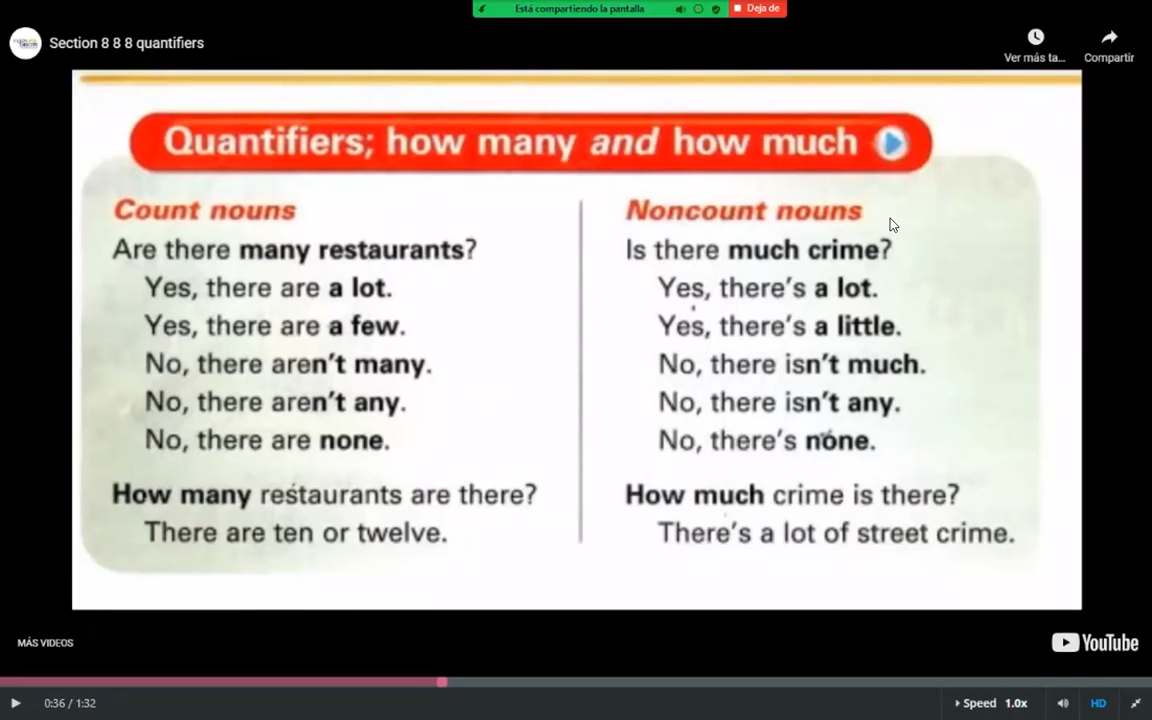 Está compartiendo la pantalla
Deja de
Section 8 8 8 quantifiers
Ver más ta...
Compartir
Quantifiers; how many and how much
Count nouns
Are there many restaurants?
Yes, there are a lot.
Yes, there are a few.
No, there aren't many.
No, there aren't any.
No, there are none.
How many restaurants are there?
There are ten or twelve.
Noncount nouns
Is there much crime?
Yes, there's a lot.
Yes, there's a little.
No, there isn't much.
No, there isn't any.
No, there's none.
How much crime is there?
There's a lot of street crime.
MÁS VIDEOS
YouTube
0:36 / 1:32
Speed 1.0x
HD